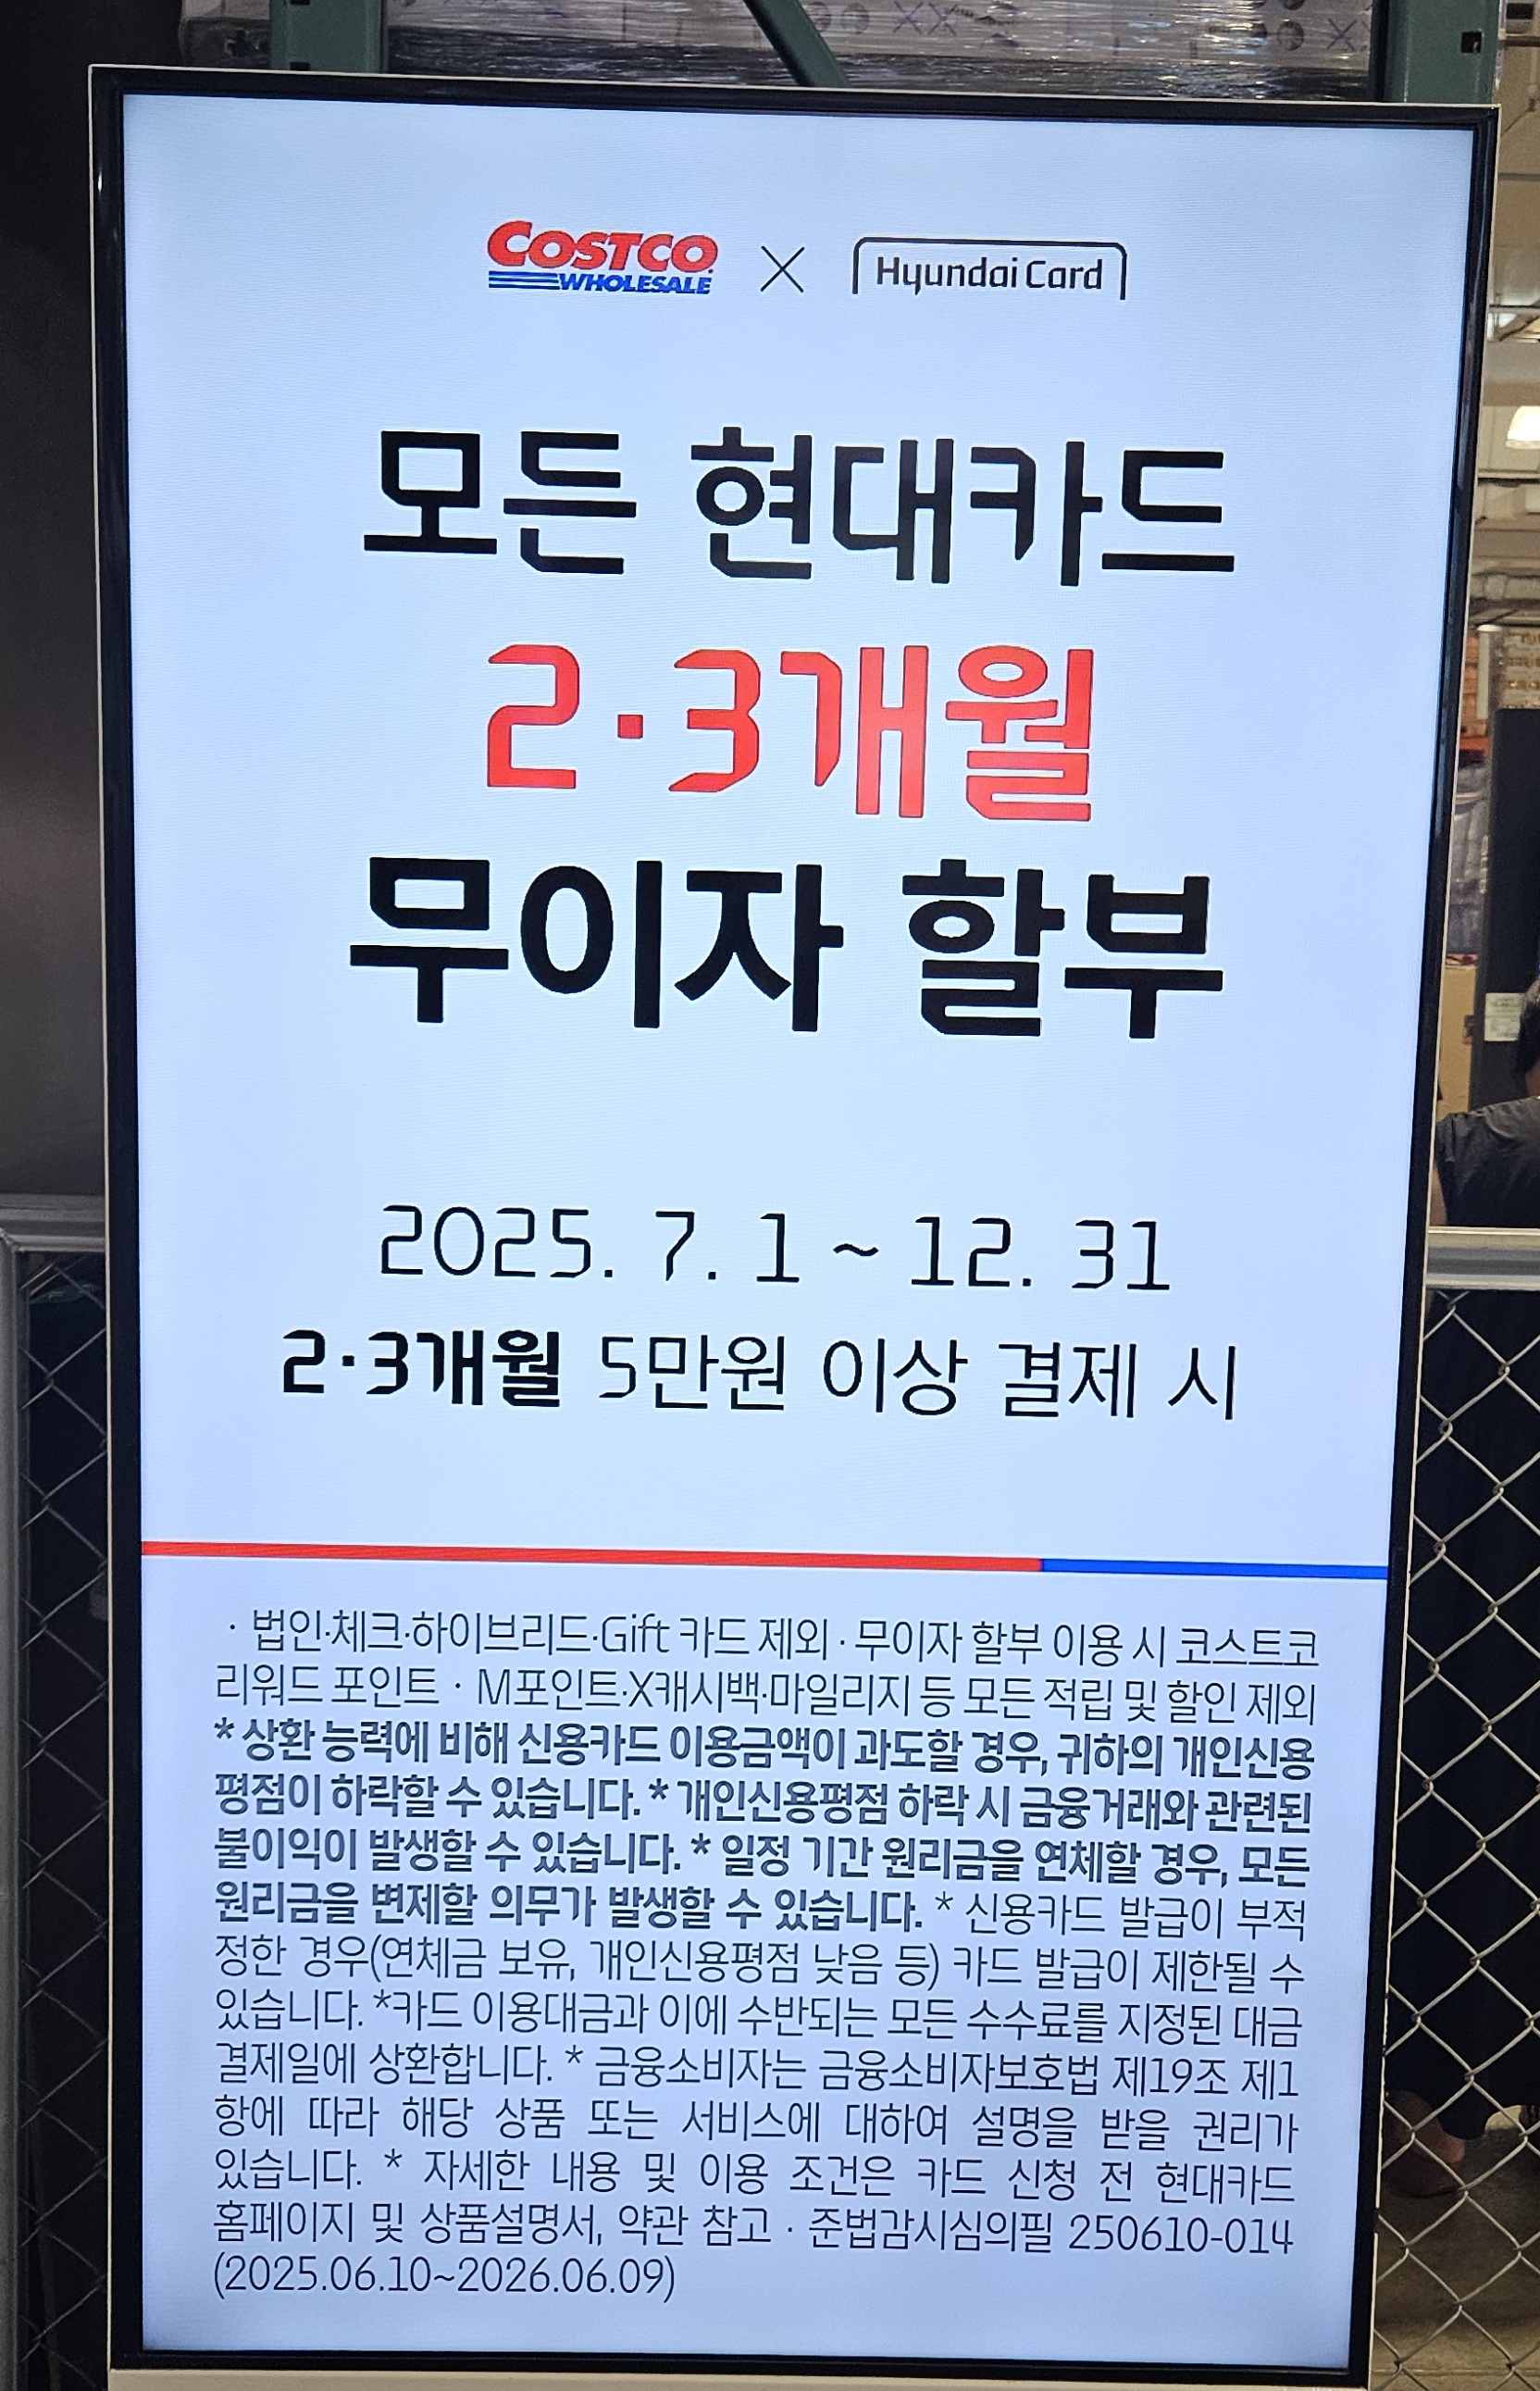 COSTCO WHOLESALE × Hyundai Card
모든 현대카드
2·3개월
무이자 할부
2025. 7. 1 ~ 12. 31
2·3개월 5만원 이상 결제 시
· 법인·체크·하이브리드·Gift 카드 제외 · 무이자 할부 이용 시 코스트코
리워드 포인트 · M포인트·X캐시백·마일리지 등 모든 적립 및 할인 제외
* 상환 능력에 비해 신용카드 이용금액이 과도할 경우, 귀하의 개인신용
평점이 하락할 수 있습니다. * 개인신용평점 하락 시 금융거래와 관련된
불이익이 발생할 수 있습니다. * 일정 기간 원리금을 연체할 경우, 모든
원리금을 변제할 의무가 발생할 수 있습니다. * 신용카드 발급이 부적
정한 경우(연체금 보유, 개인신용평점 낮음 등) 카드 발급이 제한될 수
있습니다. *카드 이용대금과 이에 수반되는 모든 수수료를 지정된 대금
결제일에 상환합니다. * 금융소비자는 금융소비자보호법 제19조 제1
항에 따라 해당 상품 또는 서비스에 대하여 설명을 받을 권리가
있습니다. * 자세한 내용 및 이용 조건은 카드 신청 전 현대카드
홈페이지 및 상품설명서, 약관 참고 · 준법감시심의필 250610-014
(2025.06.10~2026.06.09)